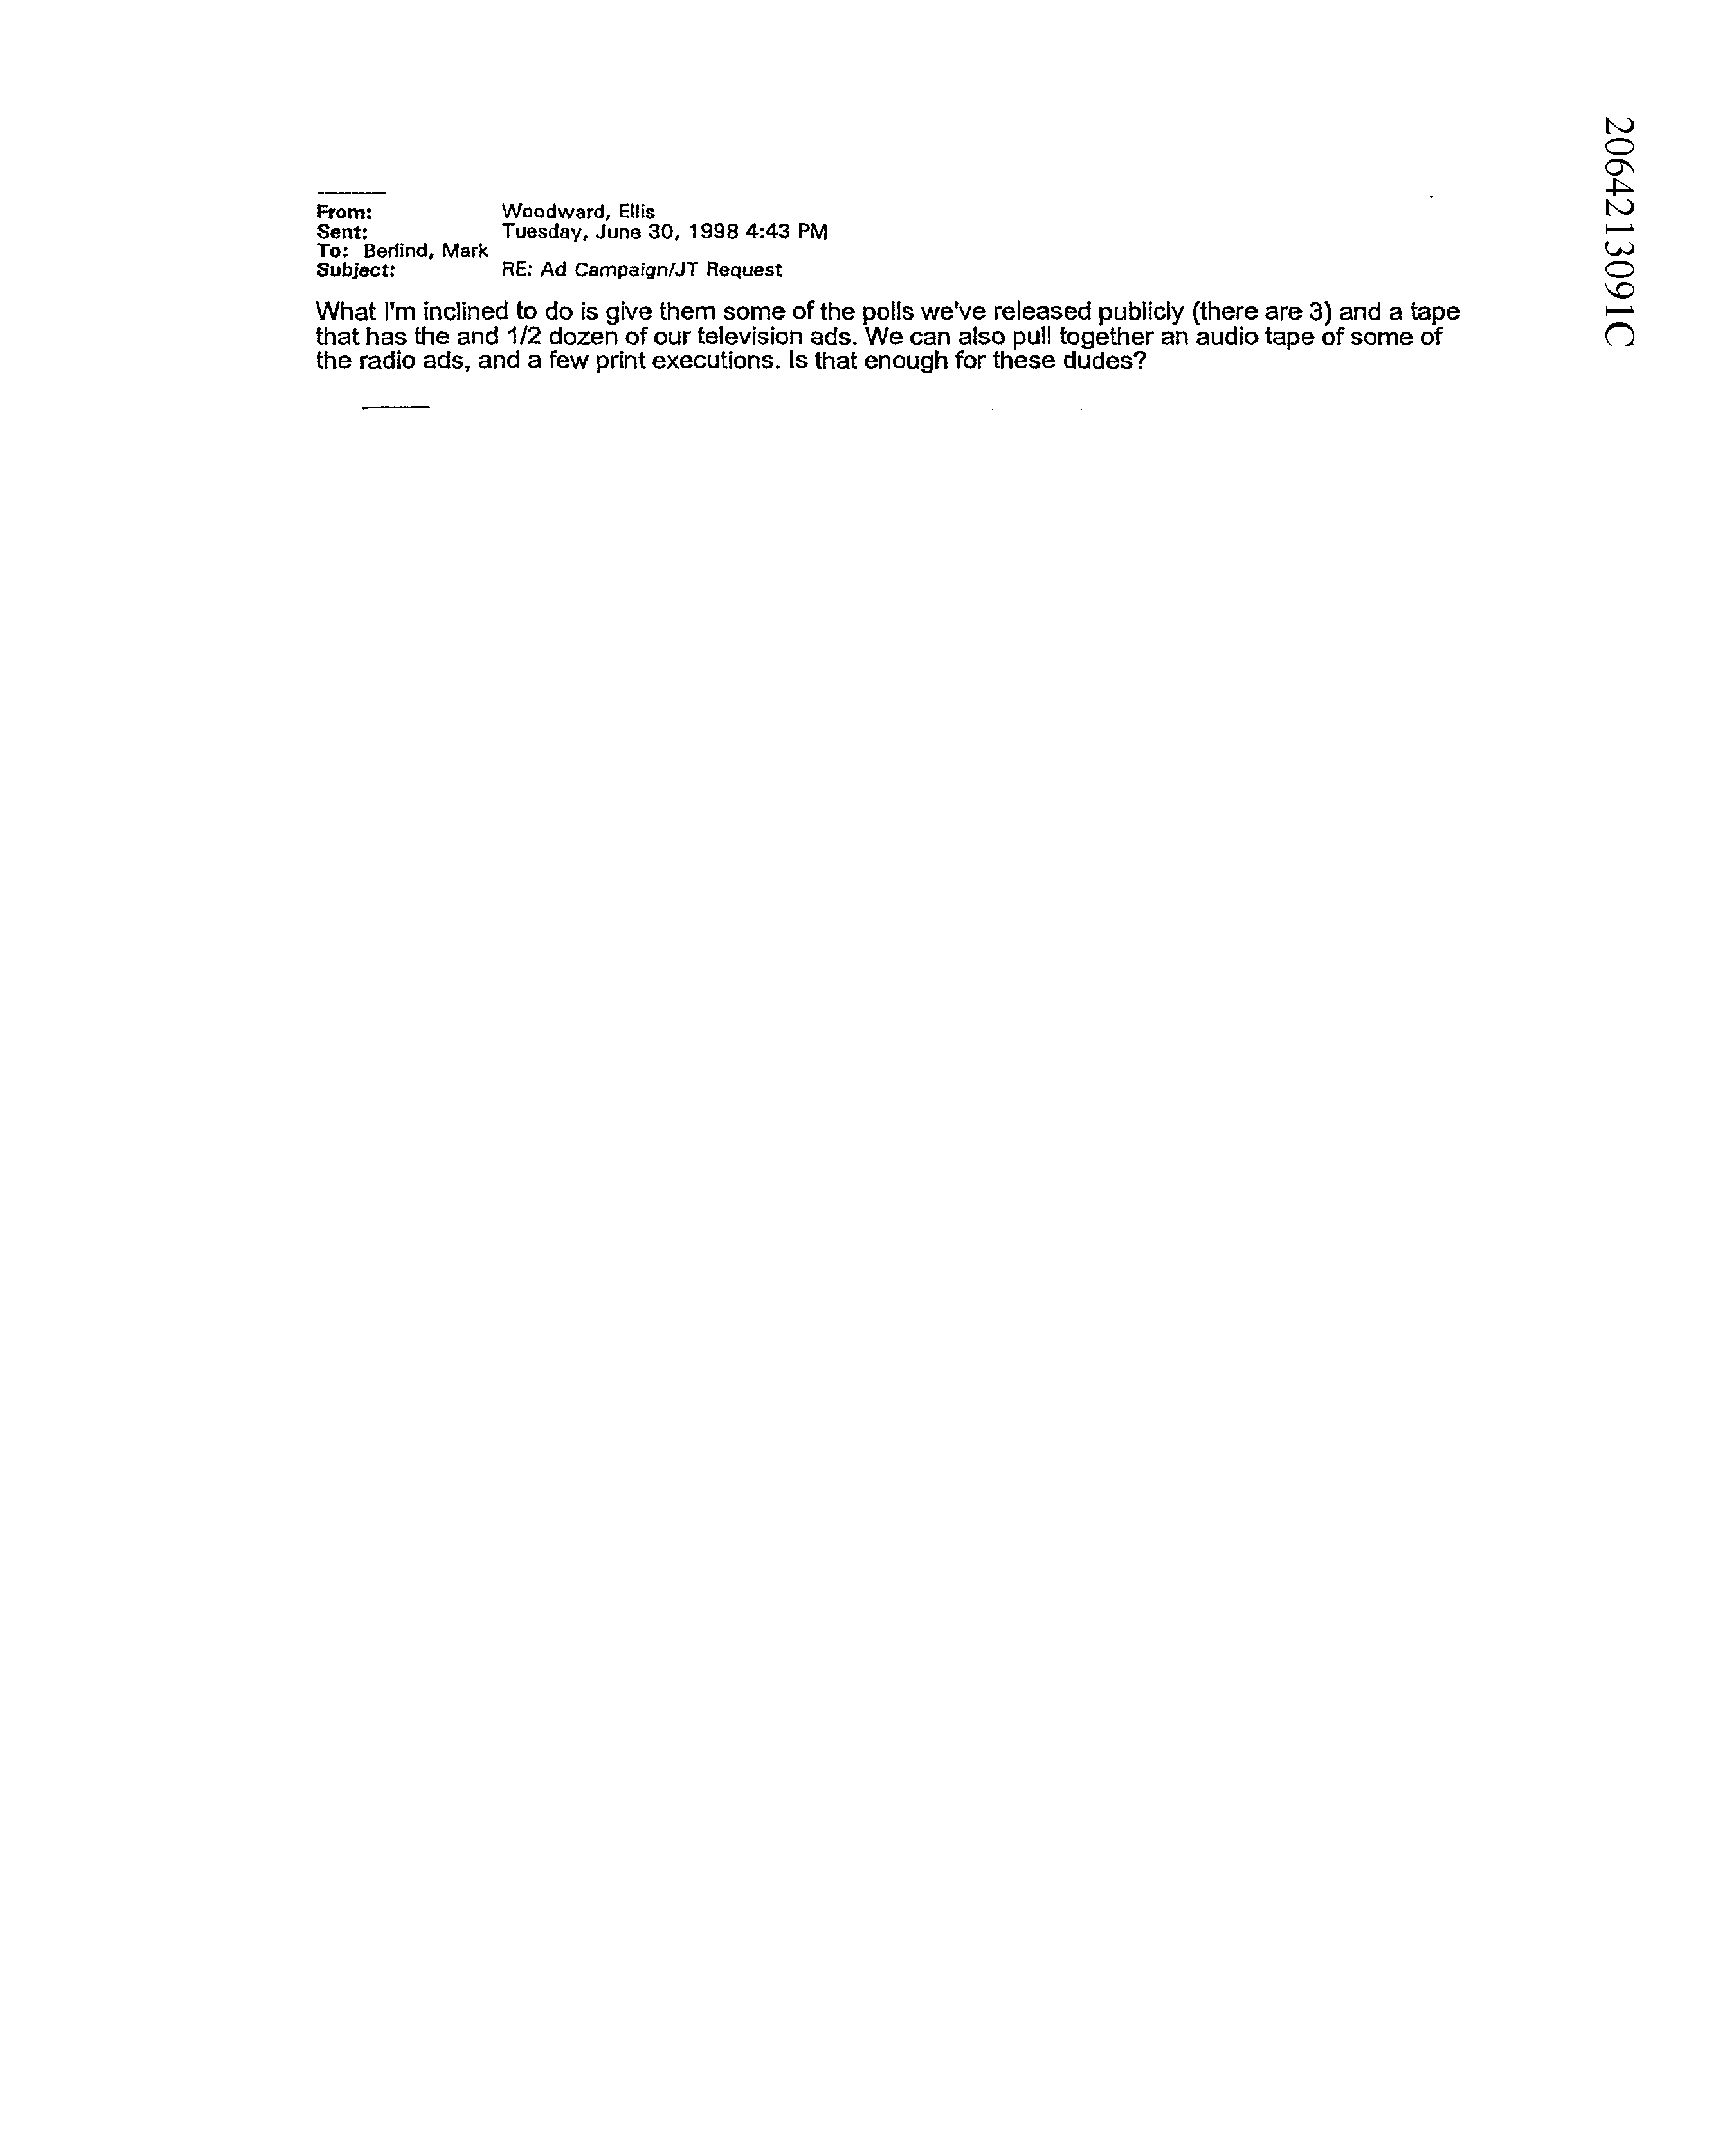 From: Woodward, Ellis
Sent: Tuesday, June 30, 1998 4:43 PM
To: Berlind, Mark
Subject: RE: Ad Campaign/JT Request
What I'm inclined to do is give them some of the polls we've released publicly (there are 3) and a tape
that has the and 1/2 dozen of our television ads. We can also pull together an audio tape of some of
the radio ads, and a few print executions. Is that enough for these dudes?
2064213091C